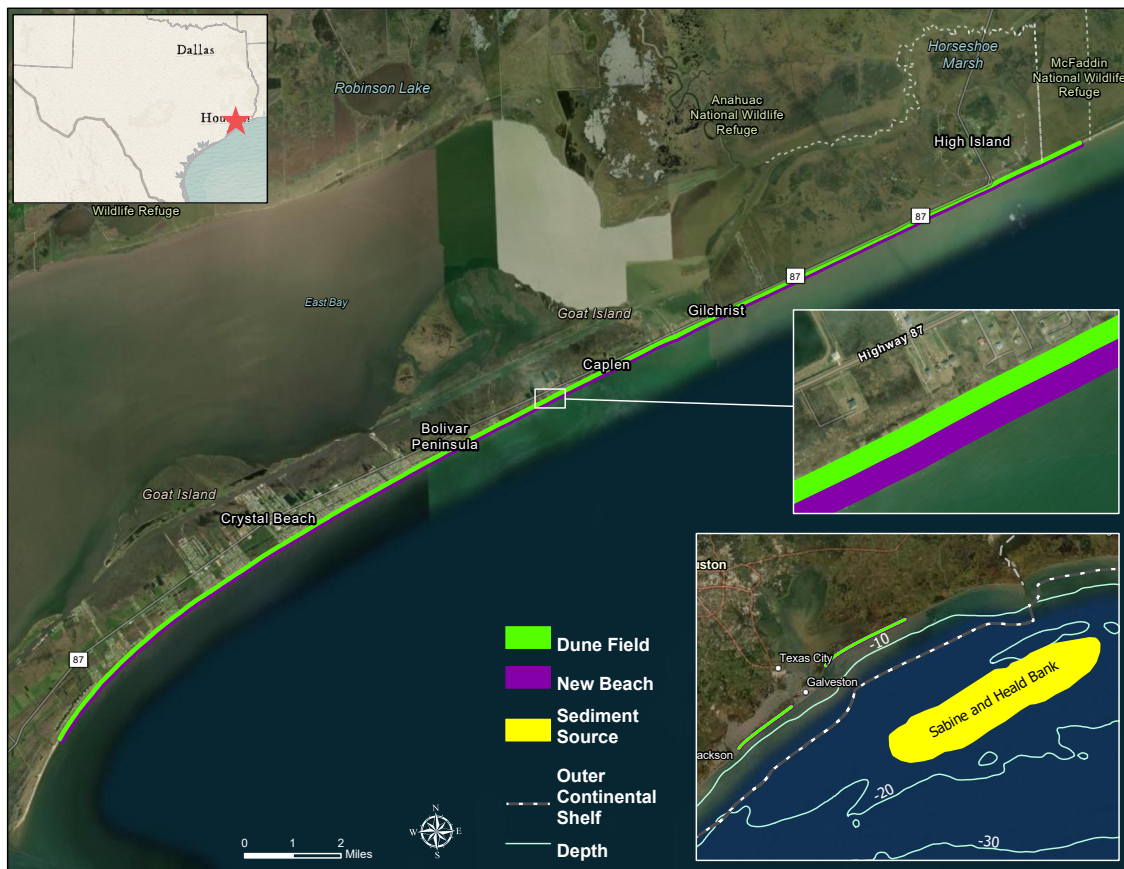 Dallas
Houston
Robinson Lake
Horseshoe
Marsh
McFaddin
National Wildlife
Refuge
Anahuac
National Wildlife
Refuge
High Island
Wildlife Refuge
87
87
East Bay
Goat Island
Gilchrist
Caplen
Highway 87
Bolivar
Peninsula
Goat Island
Crystal Beach
87
Dune Field
New Beach
Sediment
Source
Outer
Continental
Shelf
Depth
uston
-10
Texas City
Galveston
Sabine and Heald Bank
ackson
-20
-30
N
W
E
S
0
1
2
Miles